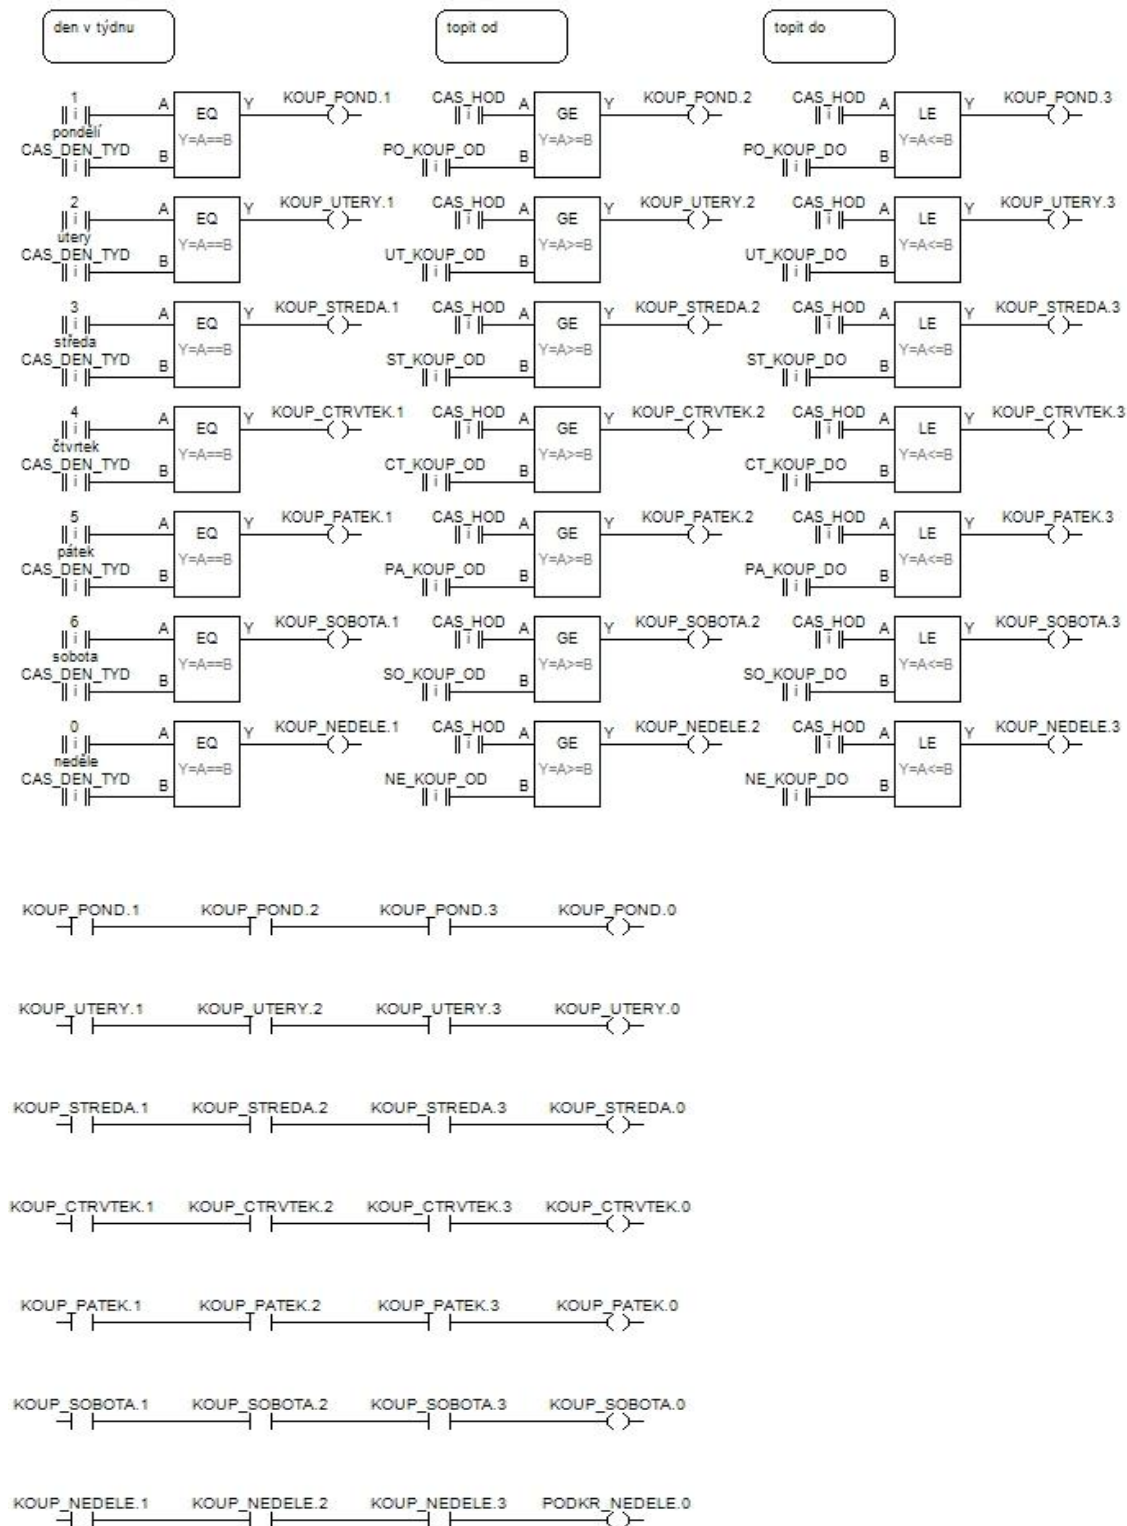 den v týdnu topit od topit do
1 KOUP_POND.1 CAS_HOD KOUP_POND.2 CAS_HOD KOUP_POND.3
i A EQ Y i A GE Y i A LE Y
pondělí Y=A==B Y=A>=B Y=A<=B
CAS_DEN_TYD B PO_KOUP_OD B PO_KOUP_DO B
i i i
2 KOUP_UTERY.1 CAS_HOD KOUP_UTERY.2 CAS_HOD KOUP_UTERY.3
i A EQ Y i A GE Y i A LE Y
útery Y=A==B Y=A>=B Y=A<=B
CAS_DEN_TYD B UT_KOUP_OD B UT_KOUP_DO B
i i i
3 KOUP_STREDA.1 CAS_HOD KOUP_STREDA.2 CAS_HOD KOUP_STREDA.3
i A EQ Y i A GE Y i A LE Y
středa Y=A==B Y=A>=B Y=A<=B
CAS_DEN_TYD B ST_KOUP_OD B ST_KOUP_DO B
i i i
4 KOUP_CTRVTEK.1 CAS_HOD KOUP_CTRVTEK.2 CAS_HOD KOUP_CTRVTEK.3
i A EQ Y i A GE Y i A LE Y
čtvrtek Y=A==B Y=A>=B Y=A<=B
CAS_DEN_TYD B CT_KOUP_OD B CT_KOUP_DO B
i i i
5 KOUP_PATEK.1 CAS_HOD KOUP_PATEK.2 CAS_HOD KOUP_PATEK.3
i A EQ Y i A GE Y i A LE Y
pátek Y=A==B Y=A>=B Y=A<=B
CAS_DEN_TYD B PA_KOUP_OD B PA_KOUP_DO B
i i i
6 KOUP_SOBOTA.1 CAS_HOD KOUP_SOBOTA.2 CAS_HOD KOUP_SOBOTA.3
i A EQ Y i A GE Y i A LE Y
sobota Y=A==B Y=A>=B Y=A<=B
CAS_DEN_TYD B SO_KOUP_OD B SO_KOUP_DO B
i i i
0 KOUP_NEDELE.1 CAS_HOD KOUP_NEDELE.2 CAS_HOD KOUP_NEDELE.3
i A EQ Y i A GE Y i A LE Y
neděle Y=A==B Y=A>=B Y=A<=B
CAS_DEN_TYD B NE_KOUP_OD B NE_KOUP_DO B
i i i
KOUP_POND.1 KOUP_POND.2 KOUP_POND.3 KOUP_POND.0
KOUP_UTERY.1 KOUP_UTERY.2 KOUP_UTERY.3 KOUP_UTERY.0
KOUP_STREDA.1 KOUP_STREDA.2 KOUP_STREDA.3 KOUP_STREDA.0
KOUP_CTRVTEK.1 KOUP_CTRVTEK.2 KOUP_CTRVTEK.3 KOUP_CTRVTEK.0
KOUP_PATEK.1 KOUP_PATEK.2 KOUP_PATEK.3 KOUP_PATEK.0
KOUP_SOBOTA.1 KOUP_SOBOTA.2 KOUP_SOBOTA.3 KOUP_SOBOTA.0
KOUP_NEDELE.1 KOUP_NEDELE.2 KOUP_NEDELE.3 PODKR_NEDELE.0